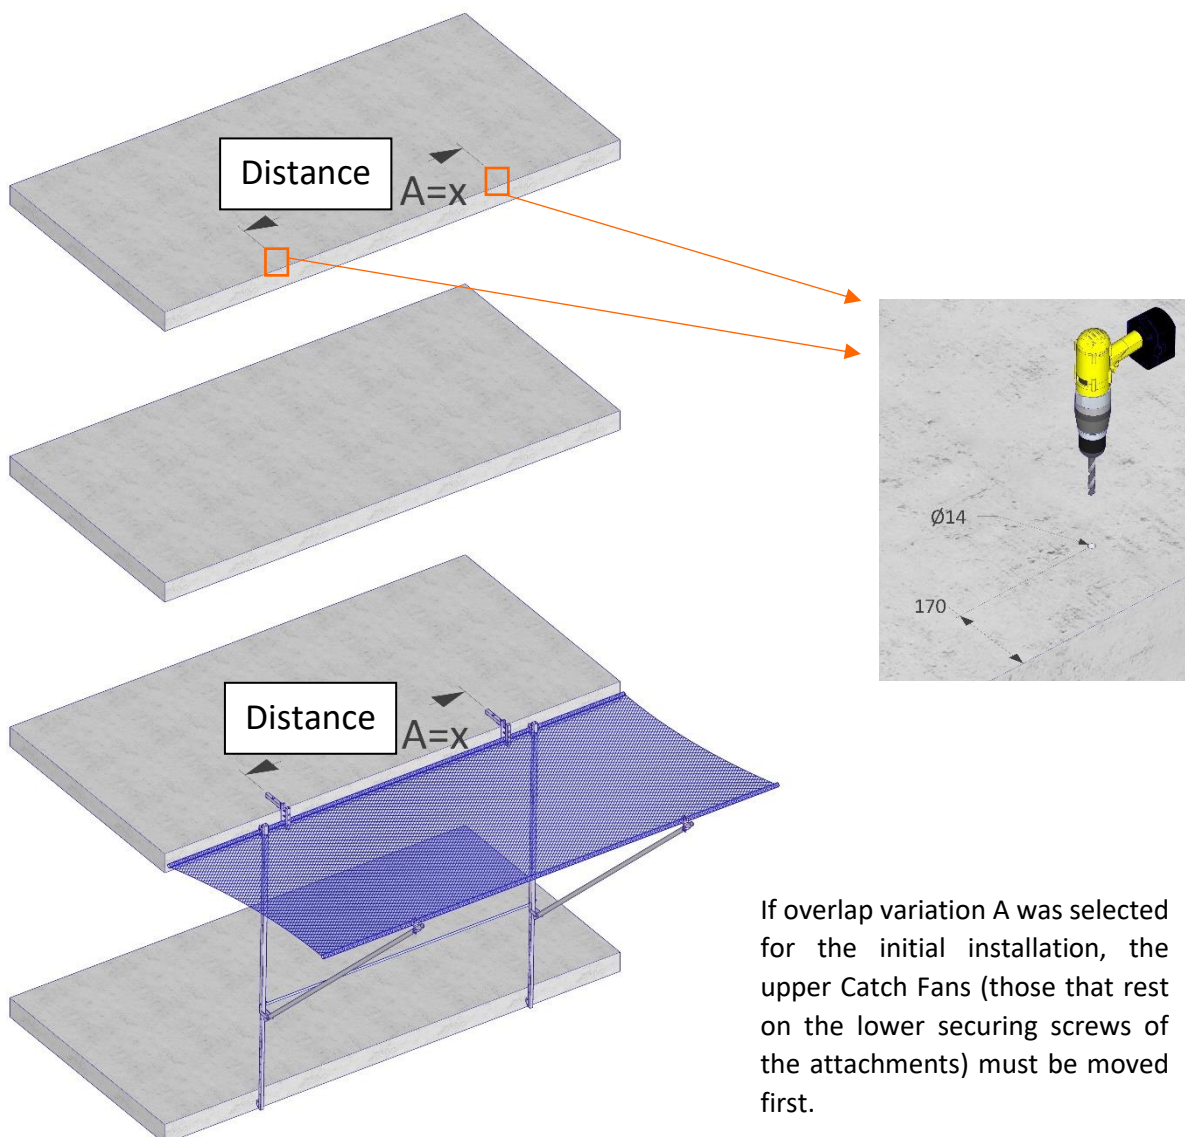 Distance
A=x
Ø14
170
Distance
A=x
If overlap variation A was selected
for the initial installation, the
upper Catch Fans (those that rest
on the lower securing screws of
the attachments) must be moved
first.